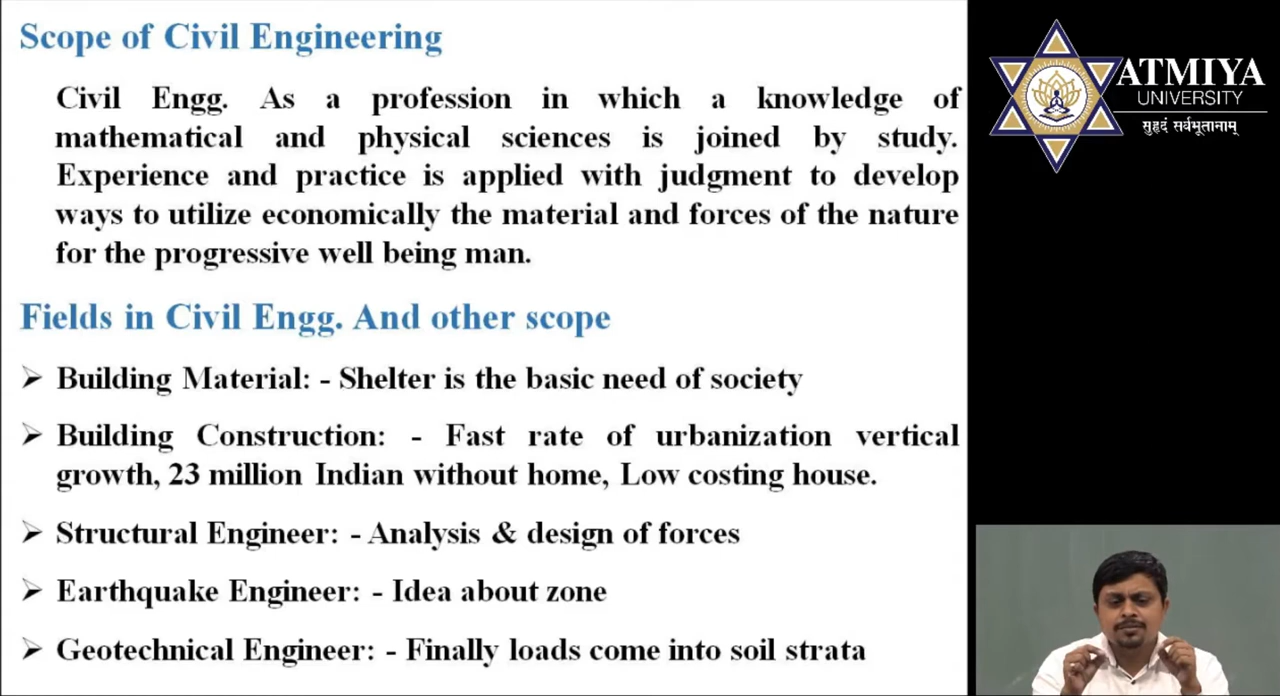 Scope of Civil Engineering
Civil Engg. As a profession in which a knowledge of
mathematical and physical sciences is joined by study.
Experience and practice is applied with judgment to develop
ways to utilize economically the material and forces of the nature
for the progressive well being man.
Fields in Civil Engg. And other scope
➢ Building Material: - Shelter is the basic need of society
➢ Building Construction: - Fast rate of urbanization vertical
growth, 23 million Indian without home, Low costing house.
➢ Structural Engineer: - Analysis & design of forces
➢ Earthquake Engineer: - Idea about zone
➢ Geotechnical Engineer: - Finally loads come into soil strata
ATMIYA
UNIVERSITY
सुहृदं सर्वभूतानाम्